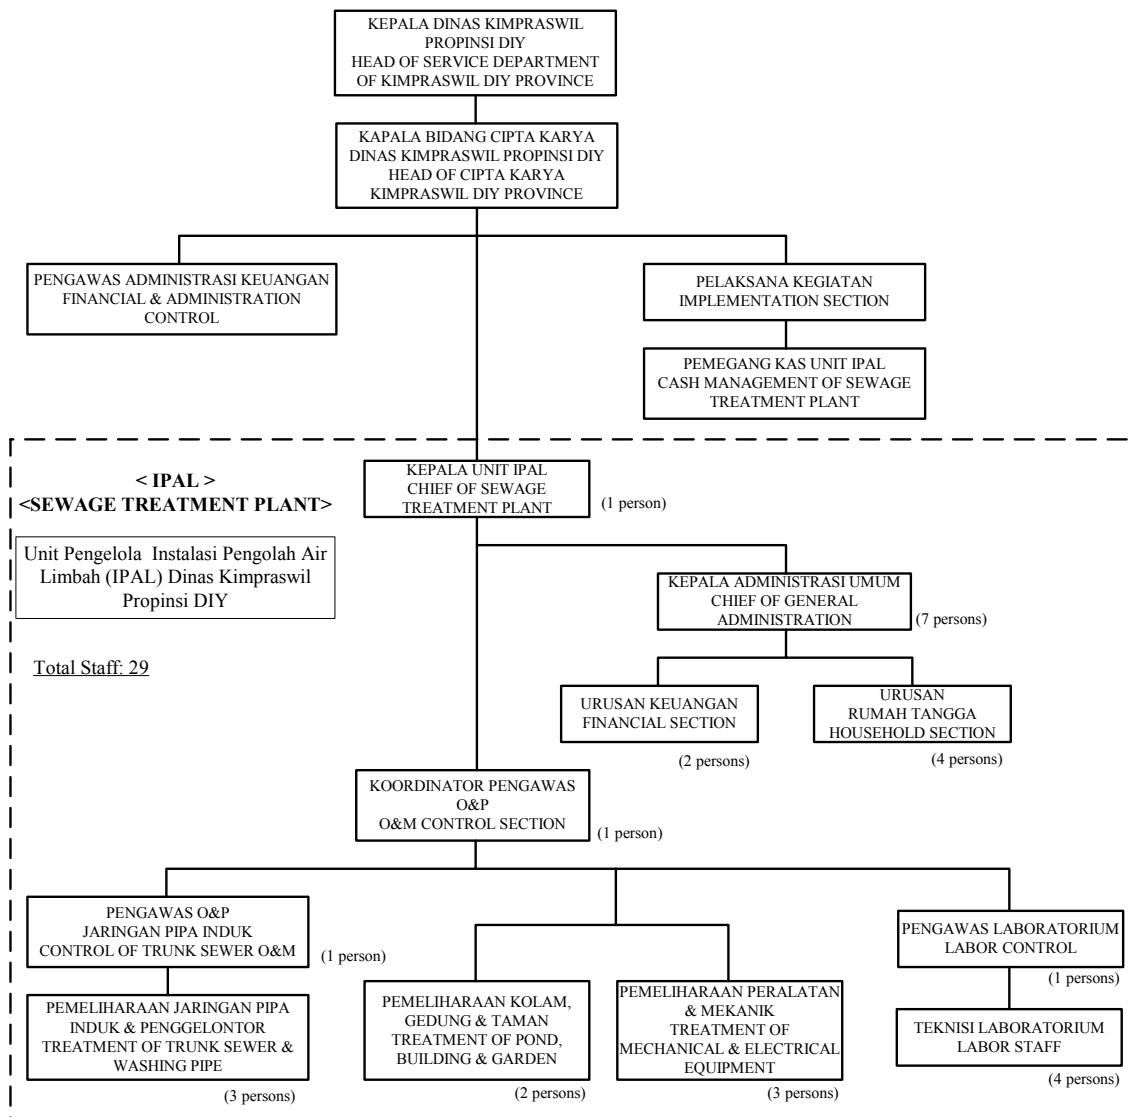 KEPALA DINAS KIMPRASWIL
PROPINSI DIY
HEAD OF SERVICE DEPARTMENT
OF KIMPRASWIL DIY PROVINCE
KAPALA BIDANG CIPTA KARYA
DINAS KIMPRASWIL PROPINSI DIY
HEAD OF CIPTA KARYA
KIMPRASWIL DIY PROVINCE
PENGAWAS ADMINISTRASI KEUANGAN
FINANCIAL & ADMINISTRATION
CONTROL
PELAKSANA KEGIATAN
IMPLEMENTATION SECTION
PEMEGANG KAS UNIT IPAL
CASH MANAGEMENT OF SEWAGE
TREATMENT PLANT
< IPAL >
<SEWAGE TREATMENT PLANT>
Unit Pengelola Instalasi Pengolah Air
Limbah (IPAL) Dinas Kimpraswil
Propinsi DIY
Total Staff: 29
KEPALA UNIT IPAL
CHIEF OF SEWAGE
TREATMENT PLANT
(1 person)
KEPALA ADMINISTRASI UMUM
CHIEF OF GENERAL
ADMINISTRATION
(7 persons)
URUSAN KEUANGAN
FINANCIAL SECTION
(2 persons)
URUSAN
RUMAH TANGGA
HOUSEHOLD SECTION
(4 persons)
KOORDINATOR PENGAWAS
O&P
O&M CONTROL SECTION
(1 person)
PENGAWAS O&P
JARINGAN PIPA INDUK
CONTROL OF TRUNK SEWER O&M
(1 person)
PEMELIHARAAN JARINGAN PIPA
INDUK & PENGGELONTOR
TREATMENT OF TRUNK SEWER &
WASHING PIPE
(3 persons)
PEMELIHARAAN KOLAM,
GEDUNG & TAMAN
TREATMENT OF POND,
BUILDING & GARDEN
(2 persons)
PEMELIHARAAN PERALATAN
& MEKANIK
TREATMENT OF
MECHANICAL & ELECTRICAL
EQUIPMENT
(3 persons)
PENGAWAS LABORATORIUM
LABOR CONTROL
(1 persons)
TEKNISI LABORATORIUM
LABOR STAFF
(4 persons)